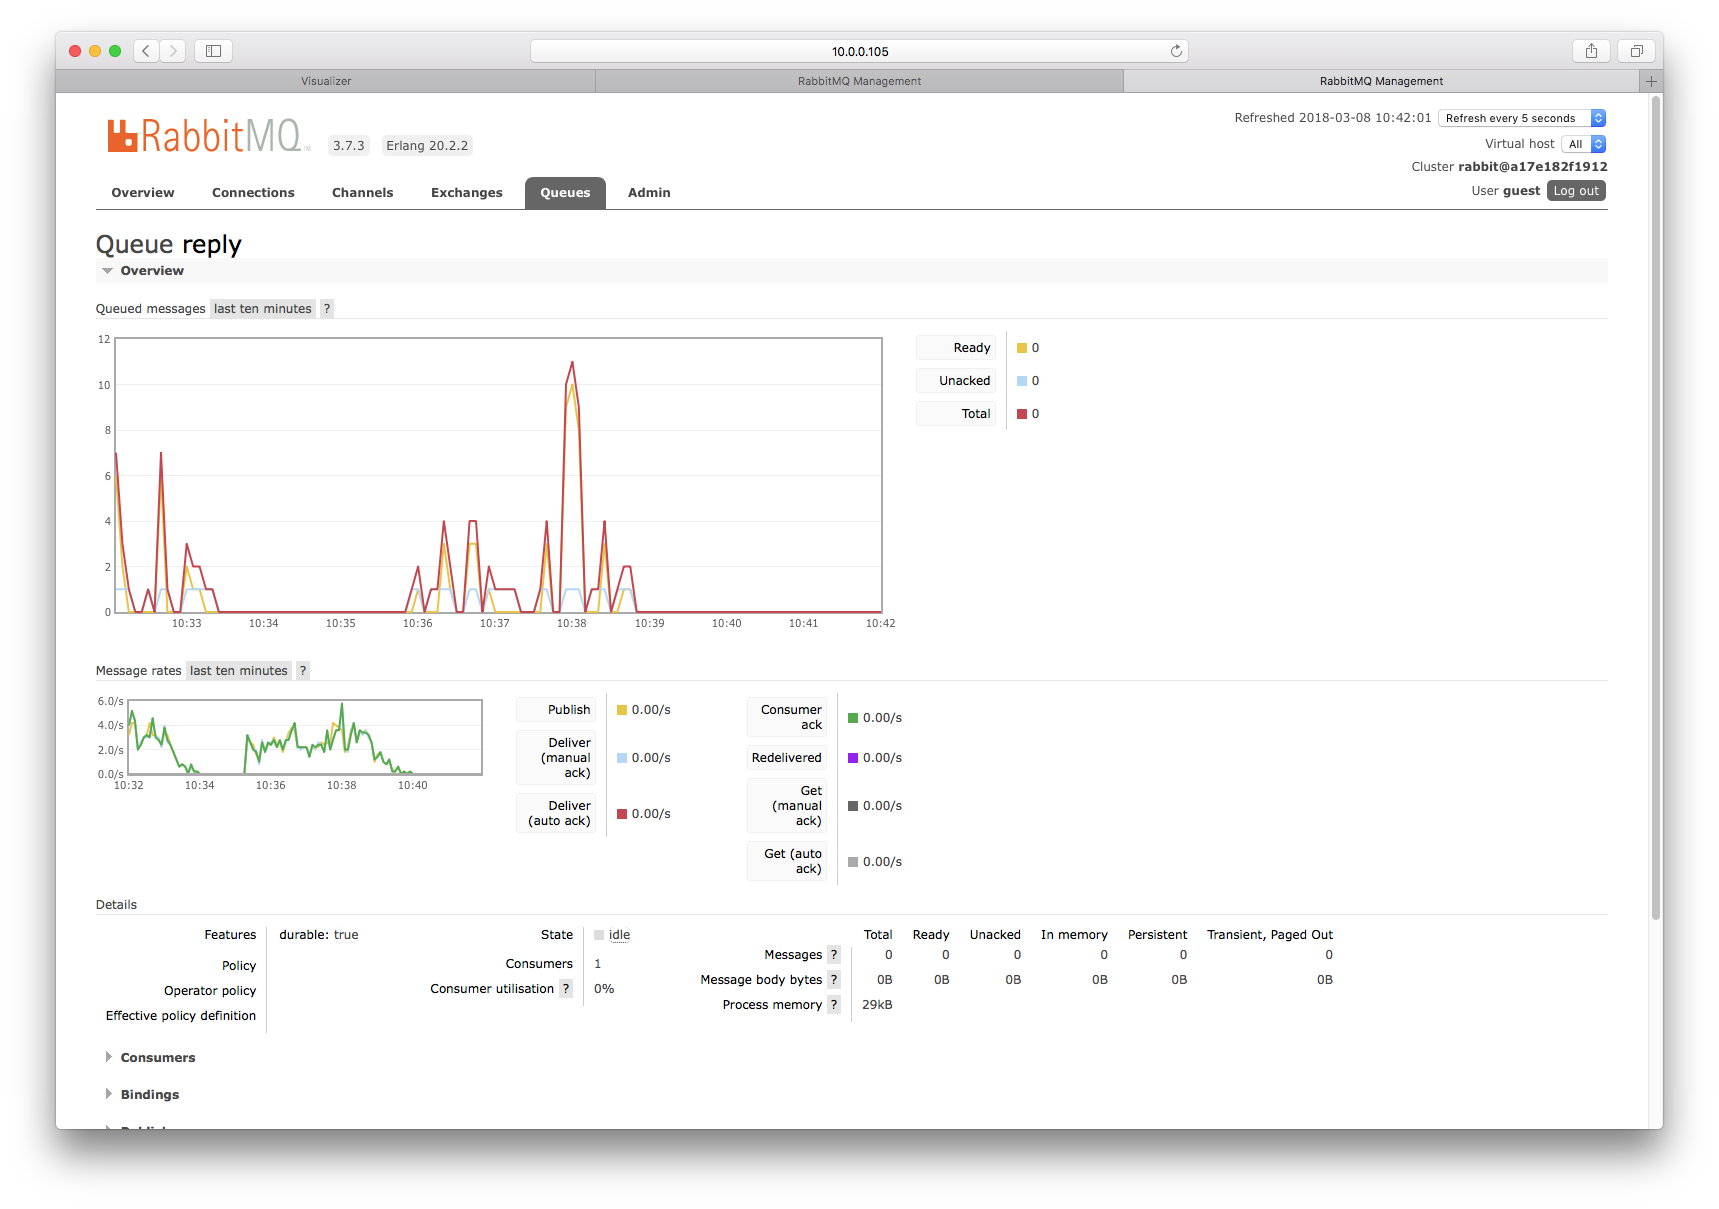 10.0.0.105
Visualizer
RabbitMQ Management
RabbitMQ Management
RabbitMQ™
3.7.3
Erlang 20.2.2
Refreshed 2018-03-08 10:42:01 Refresh every 5 seconds
Virtual host All
Cluster rabbit@a17e182f1912
User guest Log out
Overview Connections Channels Exchanges Queues Admin
Queue reply
Overview
Queued messages last ten minutes ?
12
10
8
6
4
2
0
10:33 10:34 10:35 10:36 10:37 10:38 10:39 10:40 10:41 10:42
Ready 0
Unacked 0
Total 0
Message rates last ten minutes ?
6.0/s
4.0/s
2.0/s
0.0/s
10:32 10:34 10:36 10:38 10:40
Publish 0.00/s
Deliver
(manual 0.00/s
ack)
Deliver
(auto ack) 0.00/s
Consumer
ack 0.00/s
Redelivered 0.00/s
Get
(manual 0.00/s
ack)
Get (auto
ack) 0.00/s
Details
Features durable: true
Policy
Operator policy
Effective policy definition
State idle
Consumers 1
Consumer utilisation ? 0%
Total Ready Unacked In memory Persistent Transient, Paged Out
Messages ? 0 0 0 0 0 0
Message body bytes ? 0B 0B 0B 0B 0B 0B
Process memory ? 29kB
Consumers
Bindings